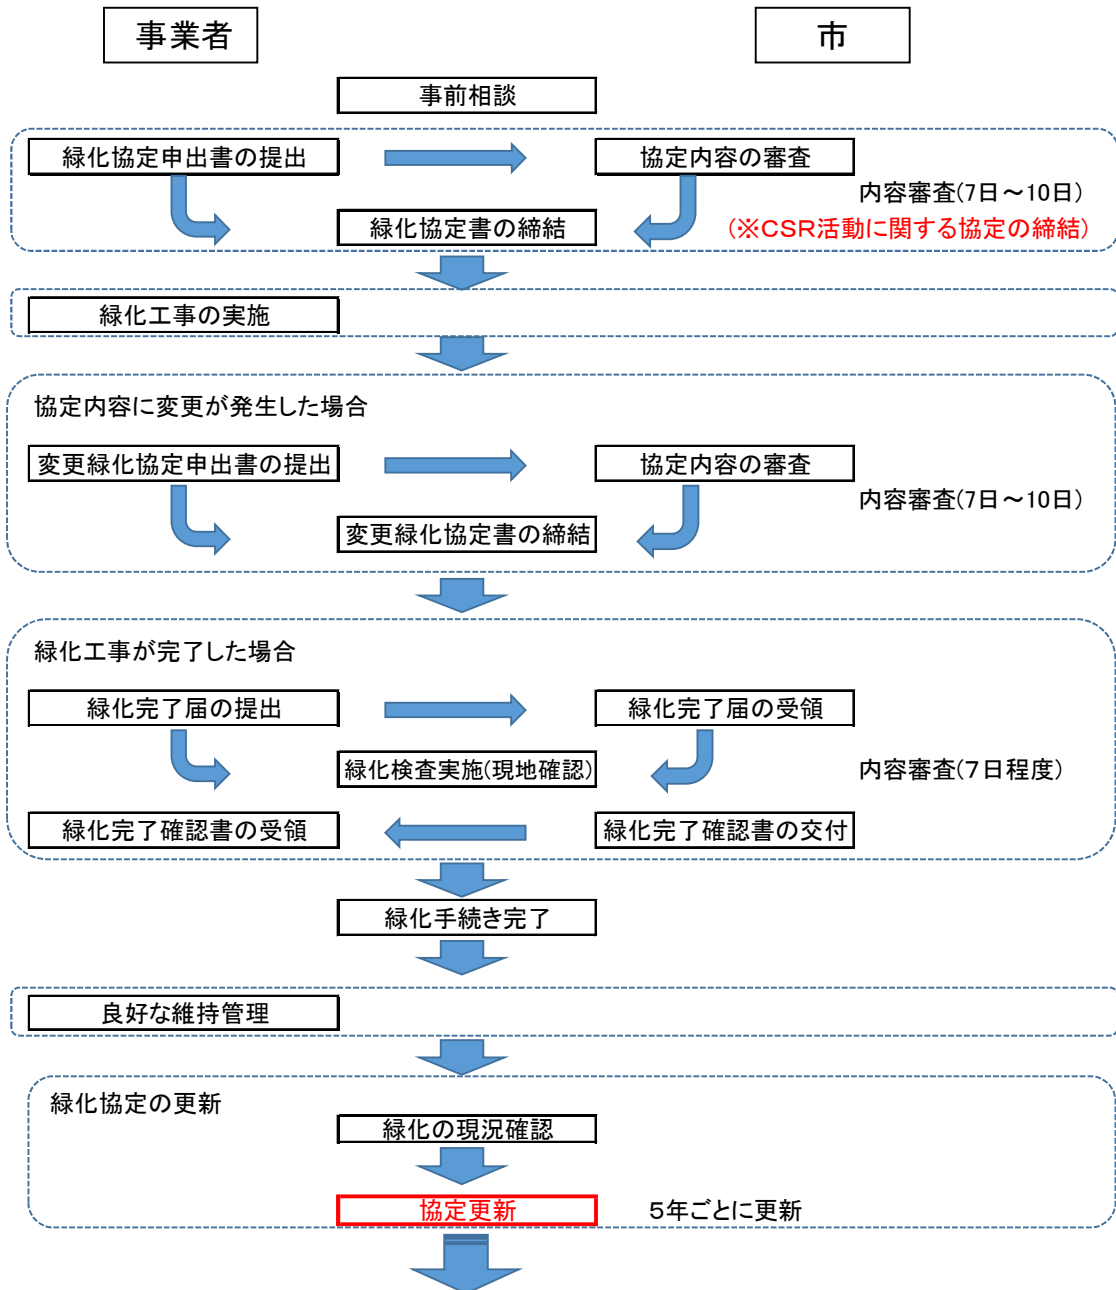 事業者
市
事前相談
緑化協定申出書の提出
協定内容の審査
内容審査(7日～10日)
緑化協定書の締結
(※CSR活動に関する協定の締結)
緑化工事の実施
協定内容に変更が発生した場合
変更緑化協定申出書の提出
協定内容の審査
内容審査(7日～10日)
変更緑化協定書の締結
緑化工事が完了した場合
緑化完了届の提出
緑化完了届の受領
緑化検査実施(現地確認)
内容審査(７日程度)
緑化完了確認書の受領
緑化完了確認書の交付
緑化手続き完了
良好な維持管理
緑化協定の更新
緑化の現況確認
協定更新
5年ごとに更新